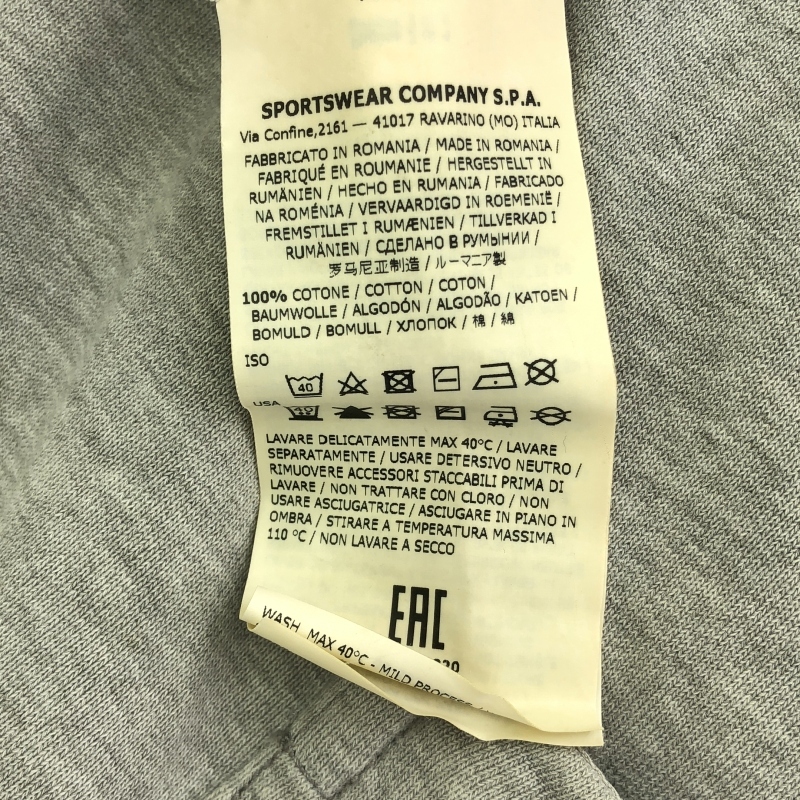 SPORTSWEAR COMPANY S.P.A.
Via Confine,2161 — 41017 RAVARINO (MO) ITALIA
FABBRICATO IN ROMANIA / MADE IN ROMANIA /
FABRIQUÉ EN ROUMANIE / HERGESTELLT IN
RUMÄNIEN / HECHO EN RUMANIA / FABRICADO
NA ROMÉNIA / VERVAARDIGD IN ROEMENIË /
FREMSTILLET I RUMÆNIEN / TILLVERKAD I
RUMÄNIEN / СДЕЛАНО В РУМЫНИИ /
罗马尼亚制造 / ルーマニア製
100% COTONE / COTTON / COTON /
BAUMWOLLE / ALGODÓN / ALGODÃO / KATOEN /
BOMULD / BOMULL / ХЛОПОК / 棉 / 綿
ISO
40
USA
40
LAVARE DELICATAMENTE MAX 40°C / LAVARE
SEPARATAMENTE / USARE DETERSIVO NEUTRO /
RIMUOVERE ACCESSORI STACCABILI PRIMA DI
LAVARE / NON TRATTARE CON CLORO / NON
USARE ASCIUGATRICE / ASCIUGARE IN PIANO IN
OMBRA / STIRARE A TEMPERATURA MASSIMA
110 °C / NON LAVARE A SECCO
EAC
WASH MAX 40°C - MILD PROCESS